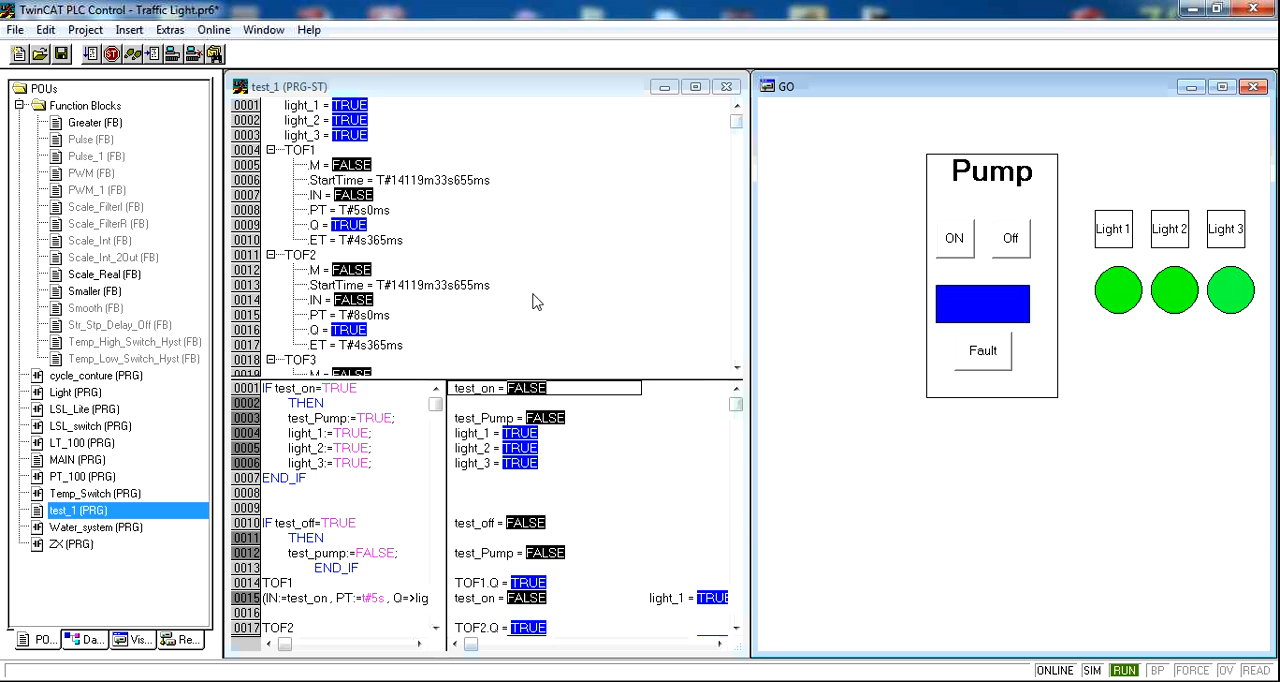 TwinCAT PLC Control - Traffic Light.pr6*
File Edit Project Insert Extras Online Window Help
POUs
Function Blocks
Greater (FB)
Pulse (FB)
Pulse_1 (FB)
PWM (FB)
PWM_1 (FB)
Scale_FilterI (FB)
Scale_FilterR (FB)
Scale_Int (FB)
Scale_Int_2Out (FB)
Scale_Real (FB)
Smaller (FB)
Smooth (FB)
Str_Stp_Delay_Off (FB)
Temp_High_Switch_Hyst (FB)
Temp_Low_Switch_Hyst (FB)
cycle_conture (PRG)
Light (PRG)
LSL_Lite (PRG)
LSL_switch (PRG)
LT_100 (PRG)
MAIN (PRG)
PT_100 (PRG)
Temp_Switch (PRG)
test_1 (PRG)
Water_system (PRG)
ZX (PRG)
PO... Da... Vis... Re...
test_1 (PRG-ST)
0001 light_1 = TRUE
0002 light_2 = TRUE
0003 light_3 = TRUE
0004 TOF1
0005 .M = FALSE
0006 .StartTime = T#14119m33s655ms
0007 .IN = FALSE
0008 .PT = T#5s0ms
0009 .Q = TRUE
0010 .ET = T#4s365ms
0011 TOF2
0012 .M = FALSE
0013 .StartTime = T#14119m33s655ms
0014 .IN = FALSE
0015 .PT = T#8s0ms
0016 .Q = TRUE
0017 .ET = T#4s365ms
0018 TOF3
.M = FALSE
0001 IF test_on=TRUE test_on = FALSE
0002 THEN
0003 test_Pump:=TRUE; test_Pump = FALSE
0004 light_1:=TRUE; light_1 = TRUE
0005 light_2:=TRUE; light_2 = TRUE
0006 light_3:=TRUE; light_3 = TRUE
0007 END_IF
0008
0009
0010 IF test_off=TRUE test_off = FALSE
0011 THEN
0012 test_pump:=FALSE; test_Pump = FALSE
0013 END_IF
0014 TOF1 TOF1.Q = TRUE
0015 (IN:=test_on , PT:=t#5s , Q=>lig test_on = FALSE light_1 = TRU
0016
0017 TOF2 TOF2.Q = TRUE
GO
Pump
ON Off
Fault
Light 1 Light 2 Light 3
ONLINE SIM RUN BP FORCE OV READ